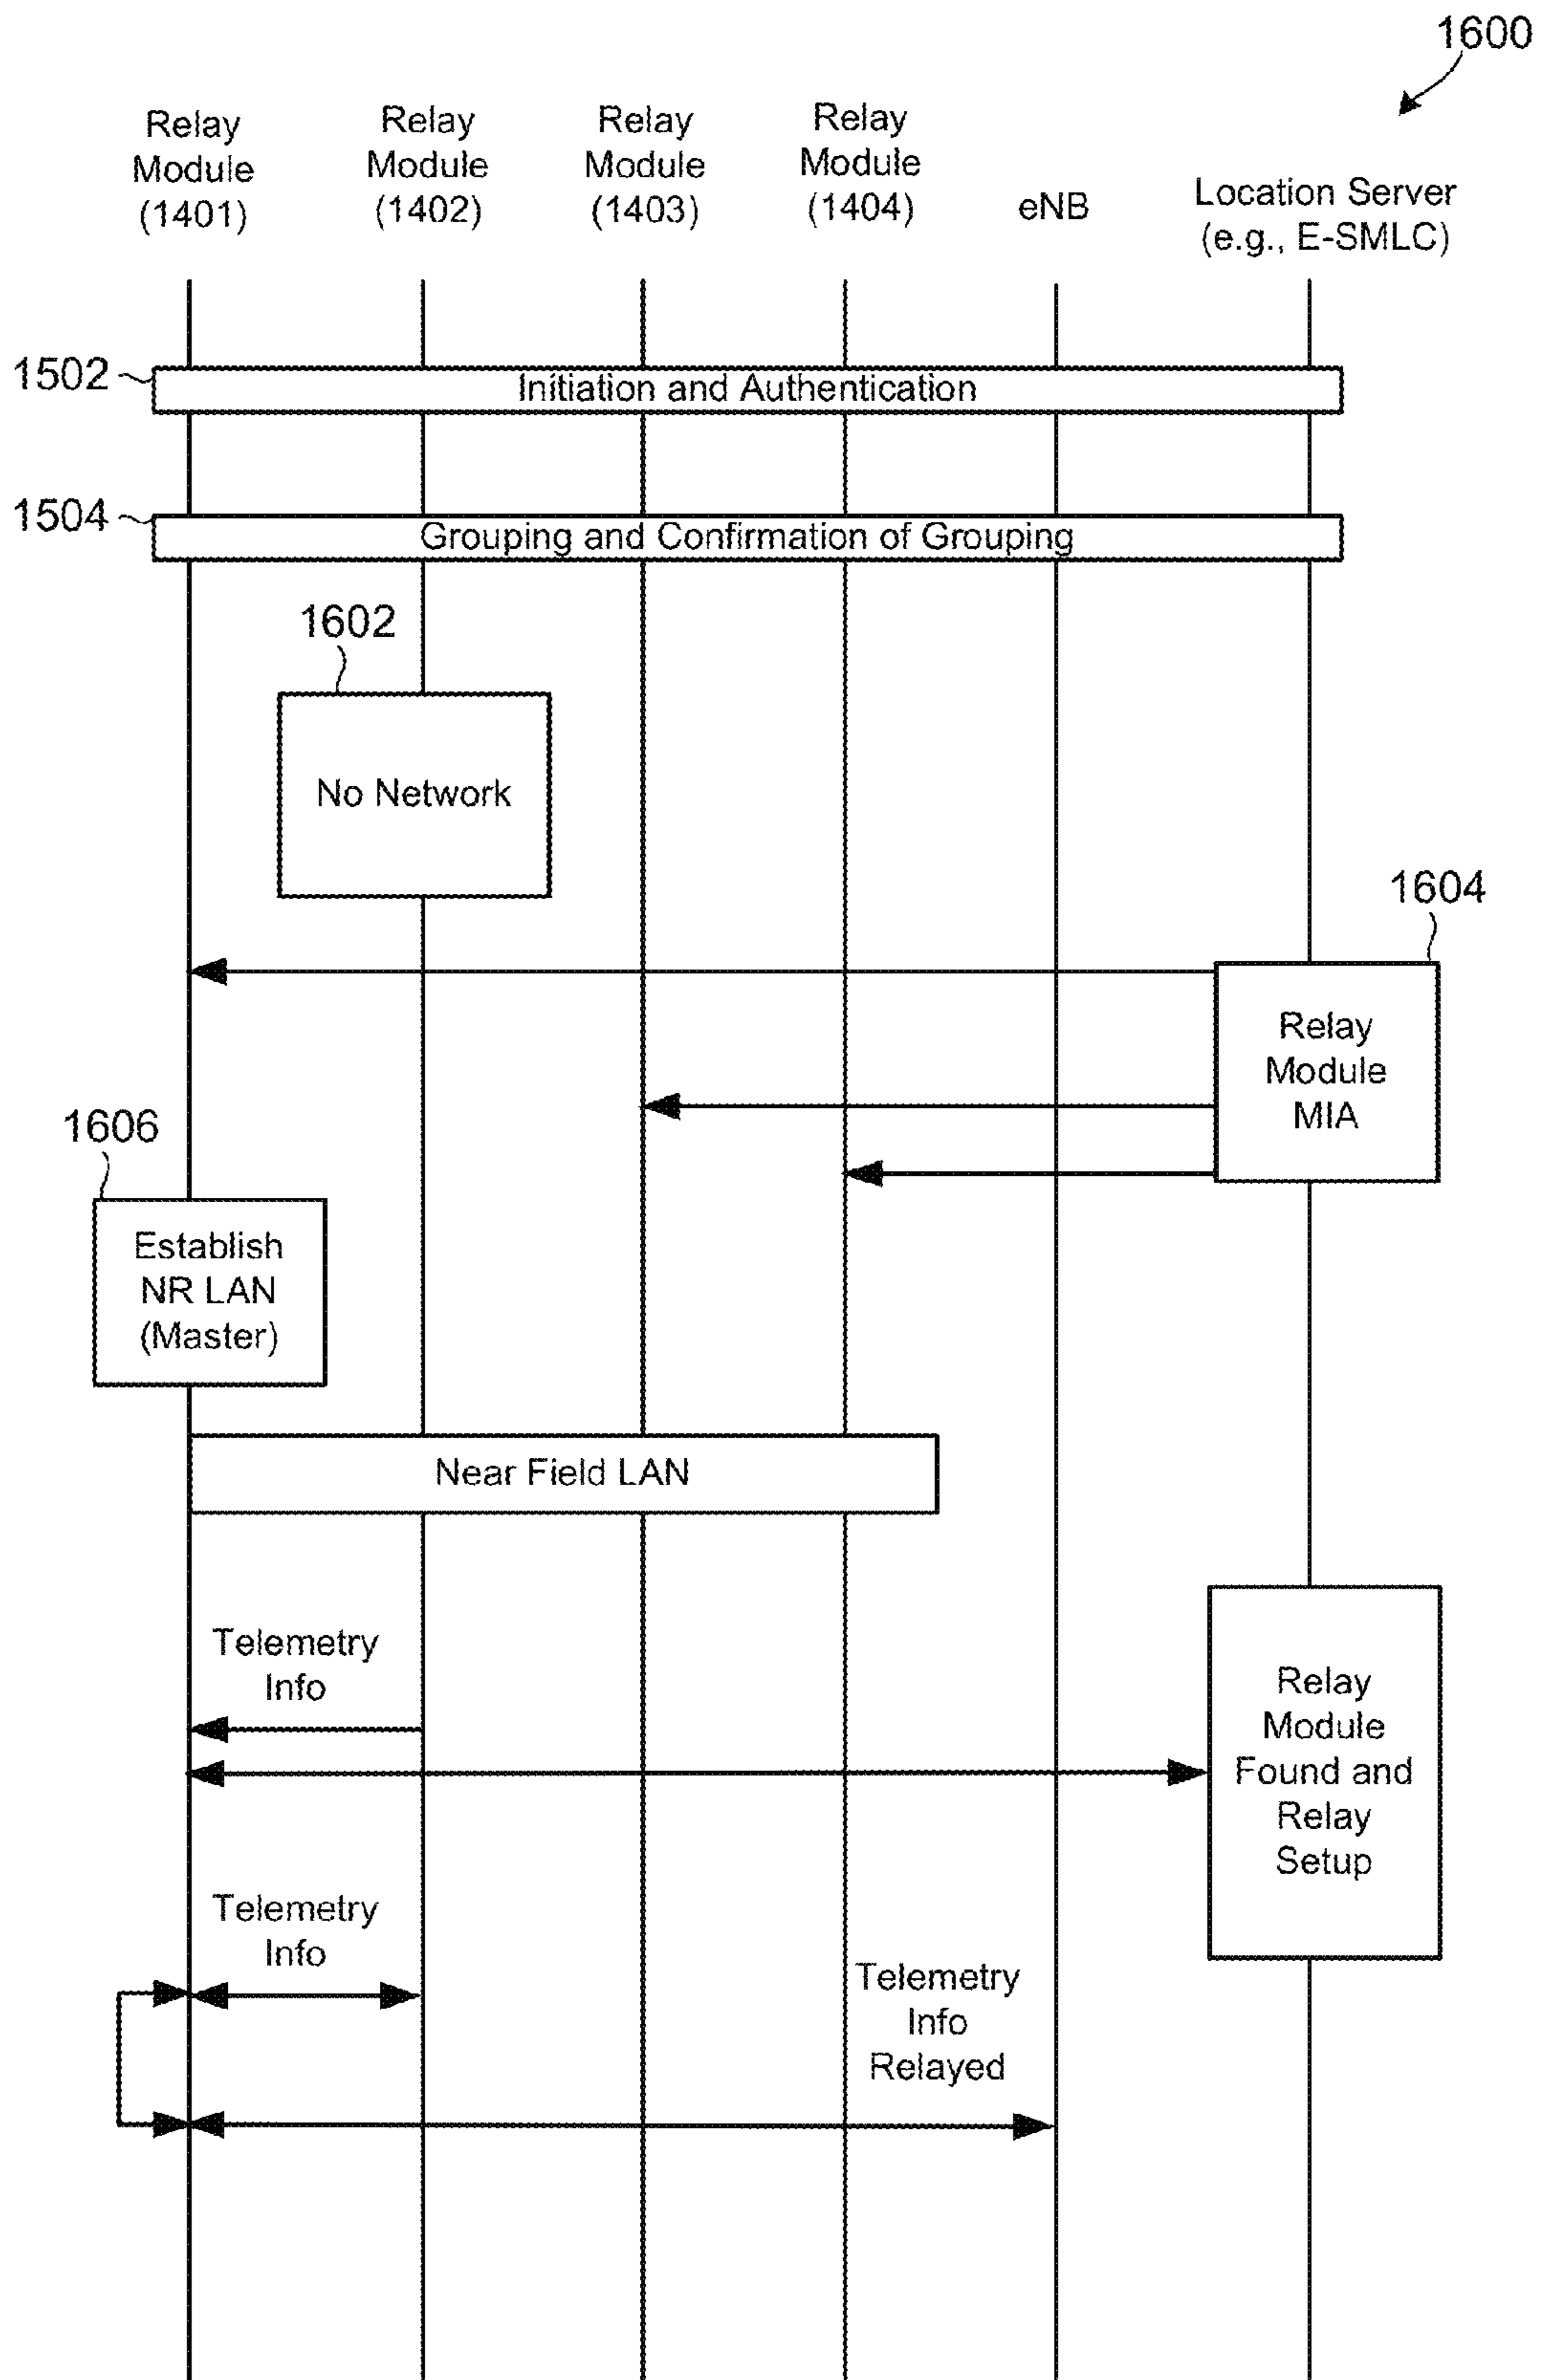 1600
Relay
Module
(1401)
Relay
Module
(1402)
Relay
Module
(1403)
Relay
Module
(1404)
eNB
Location Server
(e.g., E-SMLC)
1502
Initiation and Authentication
1504
Grouping and Confirmation of Grouping
1602
No Network
1604
Relay
Module
MIA
1606
Establish
NR LAN
(Master)
Near Field LAN
Telemetry
Info
Relay
Module
Found and
Relay
Setup
Telemetry
Info
Telemetry
Info
Relayed